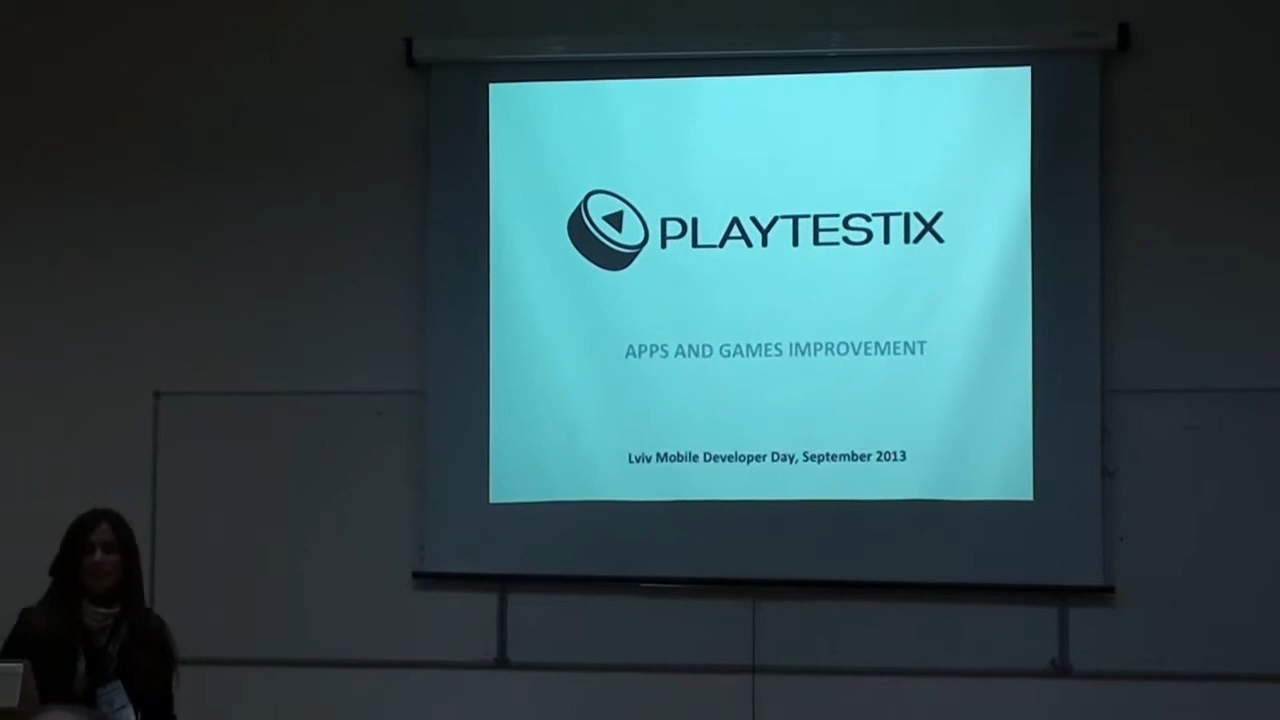 PLAYTESTIX
APPS AND GAMES IMPROVEMENT
Lviv Mobile Developer Day, September 2013